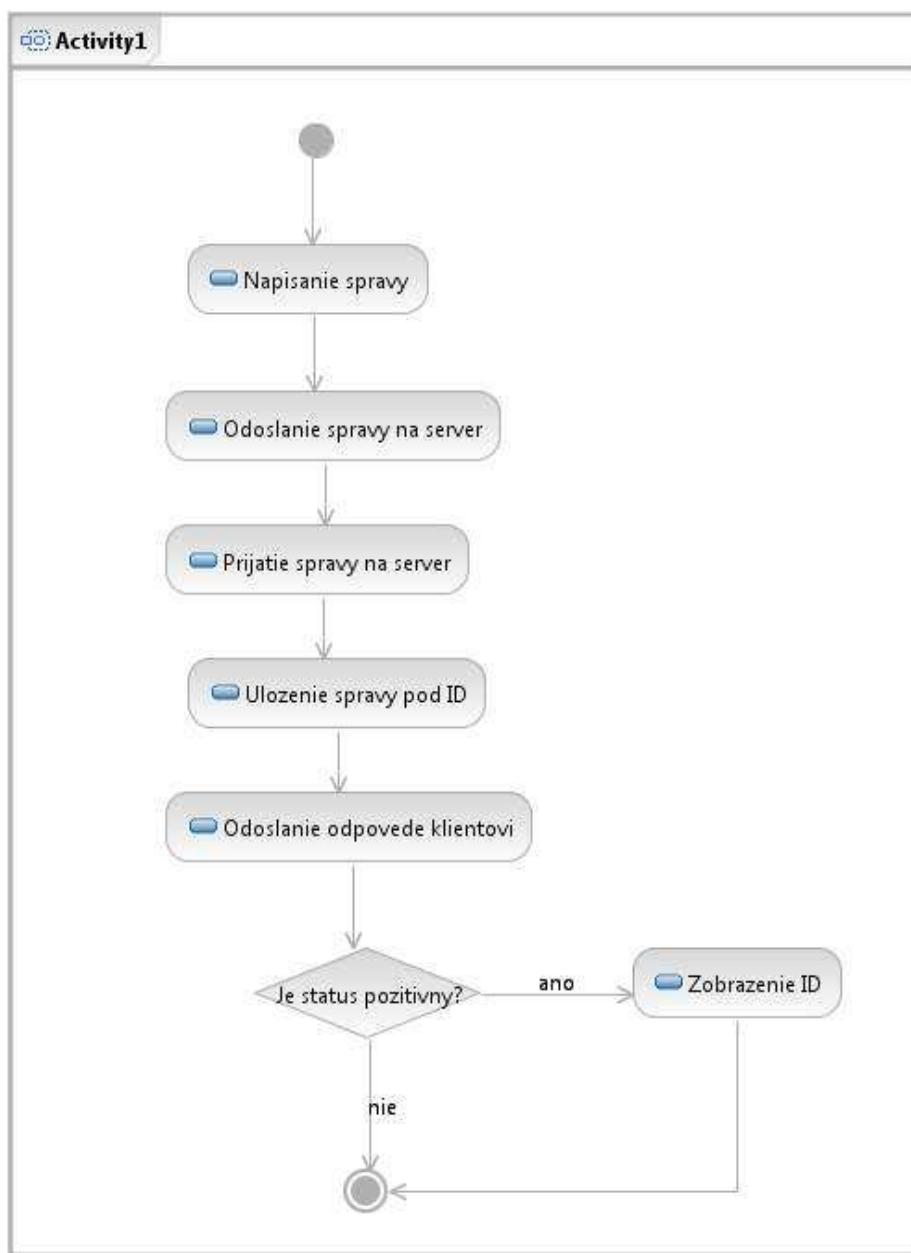 Activity1
Napisanie spravy
Odoslanie spravy na server
Prijatie spravy na server
Ulozenie spravy pod ID
Odoslanie odpovede klientovi
Je status pozitivny?
ano
Zobrazenie ID
nie